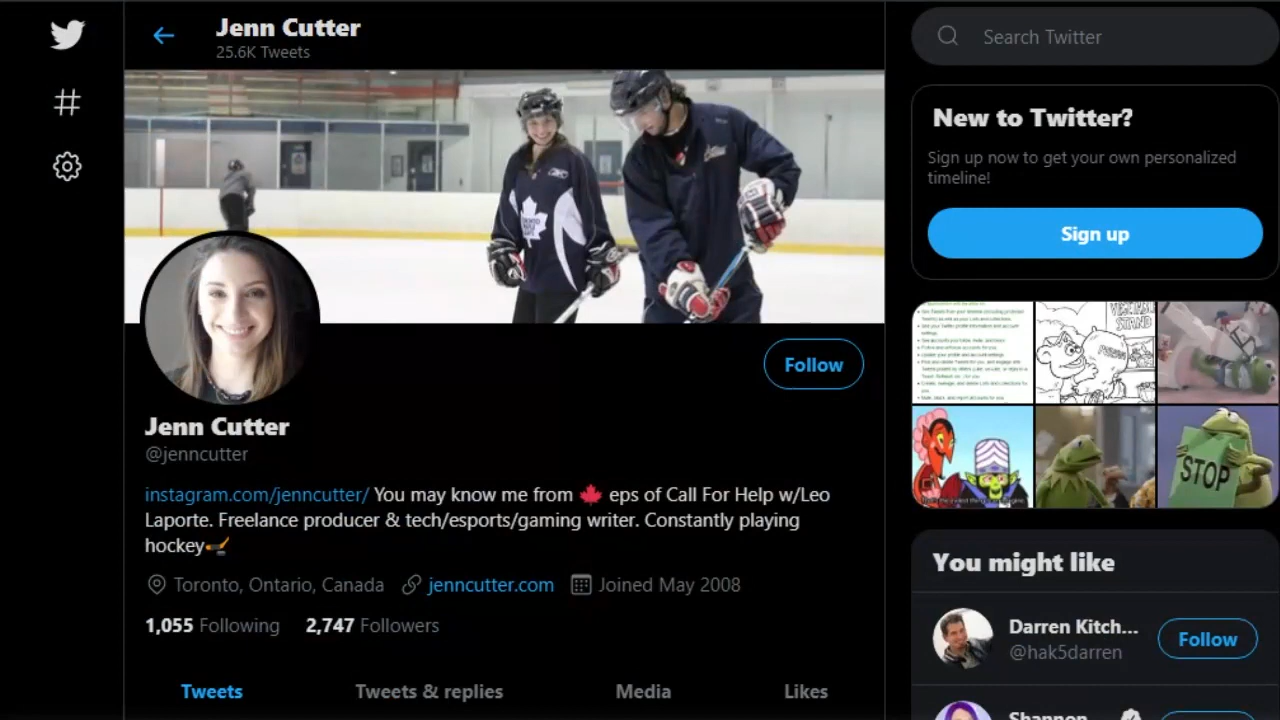 Jenn Cutter
25.6K Tweets
Search Twitter
New to Twitter?
Sign up now to get your own personalized
timeline!
Sign up
VEGETABLE
STAND
STOP
Follow
Jenn Cutter
@jenncutter
instagram.com/jenncutter/ You may know me from 🍁 eps of Call For Help w/Leo
Laporte. Freelance producer & tech/esports/gaming writer. Constantly playing
hockey🏒
Toronto, Ontario, Canada jenncutter.com Joined May 2008
1,055 Following 2,747 Followers
Tweets Tweets & replies Media Likes
You might like
Darren Kitch...
@hak5darren
Follow
Shannon